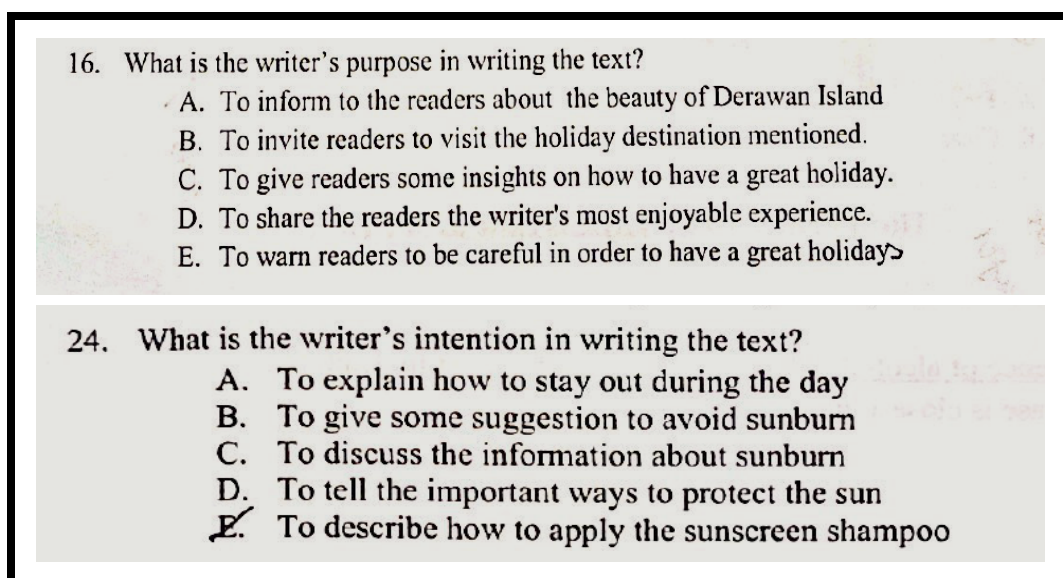 16. What is the writer's purpose in writing the text?
A. To inform to the readers about the beauty of Derawan Island
B. To invite readers to visit the holiday destination mentioned.
C. To give readers some insights on how to have a great holiday.
D. To share the readers the writer's most enjoyable experience.
E. To warn readers to be careful in order to have a great holiday
24. What is the writer's intention in writing the text?
A. To explain how to stay out during the day
B. To give some suggestion to avoid sunburn
C. To discuss the information about sunburn
D. To tell the important ways to protect the sun
E. To describe how to apply the sunscreen shampoo